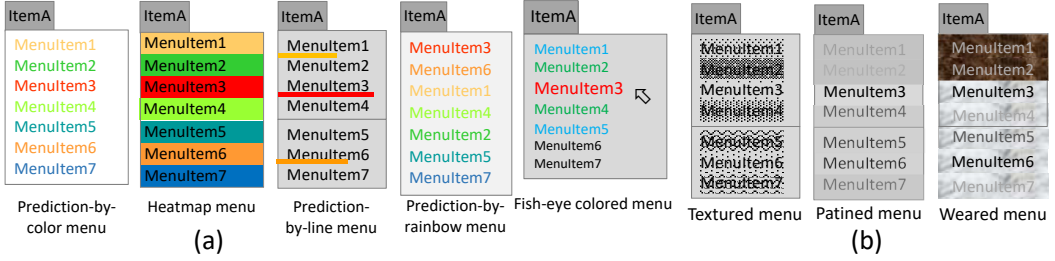 ItemA
MenuItem1
MenuItem2
MenuItem3
MenuItem4
MenuItem5
MenuItem6
MenuItem7
Prediction-by-
color menu
ItemA
MenuItem1
MenuItem2
MenuItem3
MenuItem4
MenuItem5
MenuItem6
MenuItem7
Heatmap menu
ItemA
MenuItem1
MenuItem2
MenuItem3
MenuItem4
MenuItem5
MenuItem6
MenuItem7
Prediction-
by-line menu
ItemA
MenuItem3
MenuItem6
MenuItem1
MenuItem4
MenuItem2
MenuItem5
MenuItem7
Prediction-by-
rainbow menu
ItemA
MenuItem1
MenuItem2
MenuItem3
MenuItem4
MenuItem5
MenuItem6
MenuItem7
Fish-eye colored menu
(a)
ItemA
MenuItem1
MenuItem2
MenuItem3
MenuItem4
MenuItem5
MenuItem6
MenuItem7
Textured menu
ItemA
MenuItem1
MenuItem2
MenuItem3
MenuItem4
MenuItem5
MenuItem6
MenuItem7
Patined menu
ItemA
MenuItem1
MenuItem2
MenuItem3
MenuItem4
MenuItem5
MenuItem6
MenuItem7
Weared menu
(b)